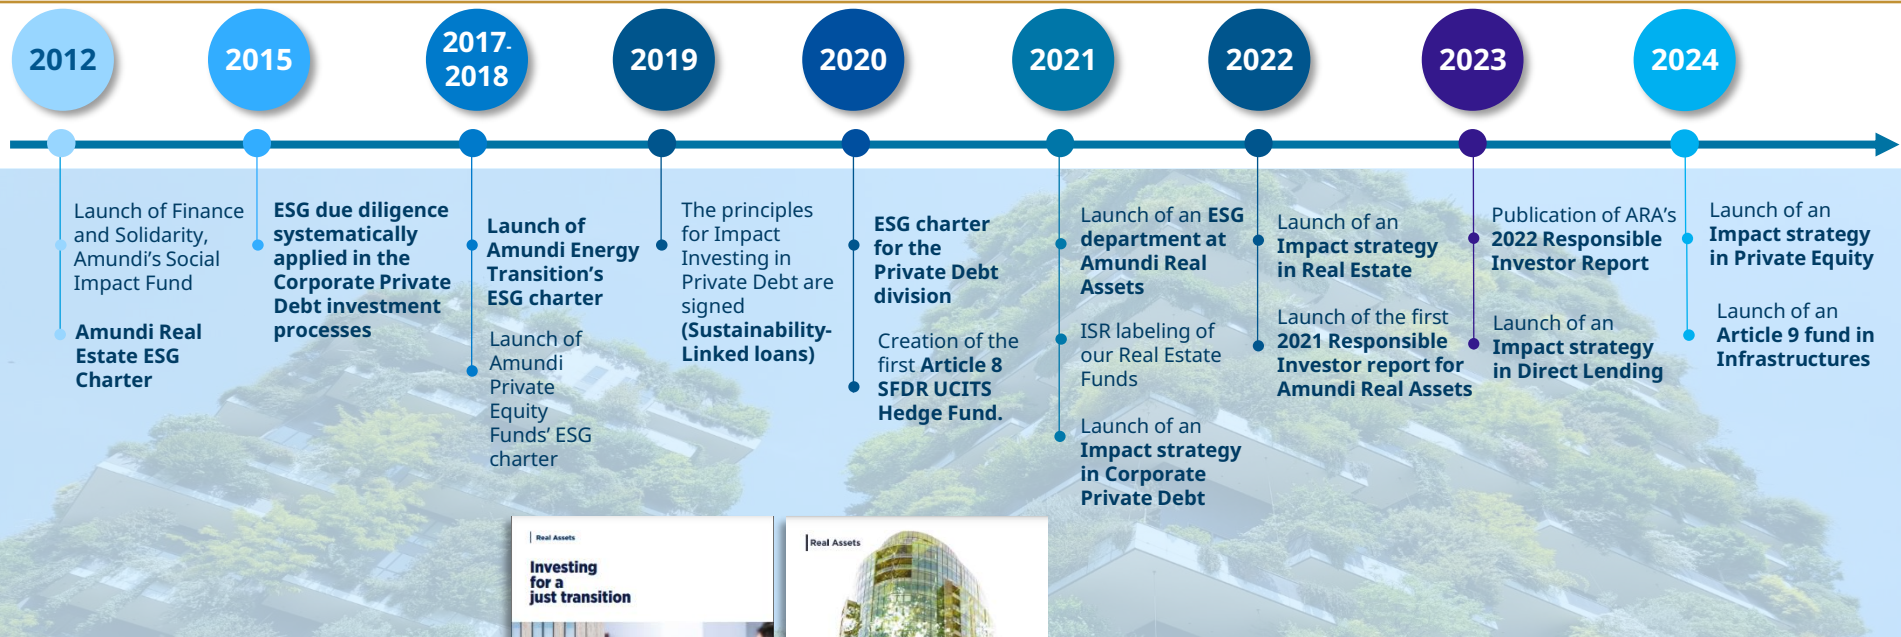 2012
2015
2017-
2018
2019
2020
2021
2022
2023
2024
Launch of Finance
and Solidarity,
Amundi's Social
Impact Fund
Amundi Real
Estate ESG
Charter
ESG due diligence
systematically
applied in the
Corporate Private
Debt investment
processes
Launch of
Amundi Energy
Transition's
ESG charter
Launch of
Amundi
Private
Equity
Funds' ESG
charter
The principles
for Impact
Investing in
Private Debt are
signed
(Sustainability-
Linked loans)
ESG charter
for the
Private Debt
division
Creation of the
first Article 8
SFDR UCITS
Hedge Fund.
Launch of an ESG
department at
Amundi Real
Assets
ISR labeling of
our Real Estate
Funds
Launch of an
Impact strategy
in Corporate
Private Debt
Launch of an
Impact strategy
in Real Estate
Launch of the first
2021 Responsible
Investor report for
Amundi Real Assets
Publication of ARA's
2022 Responsible
Investor Report
Launch of an
Impact strategy
in Direct Lending
Launch of an
Impact strategy
in Private Equity
Launch of an
Article 9 fund in
Infrastructures
Real Assets
Investing
for a
just transition
Real Assets